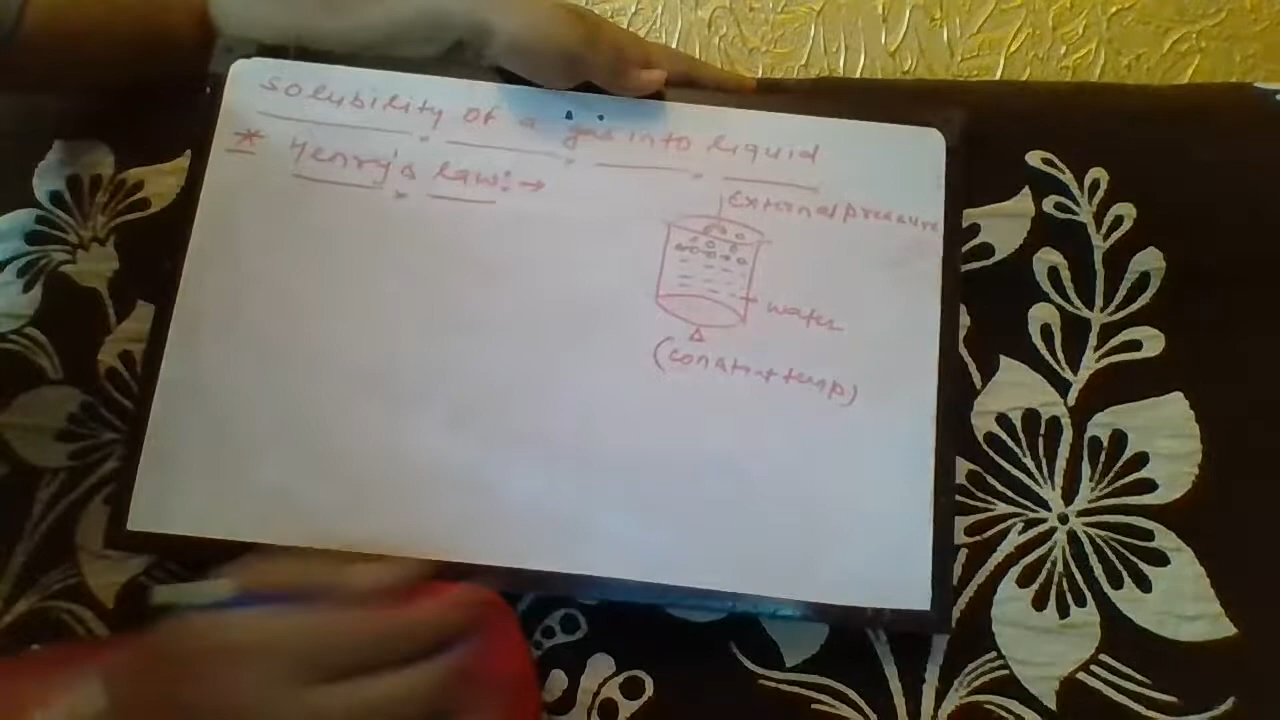 Solubility of a gas into liquid
* Henry's law:→
External pressure
water
Δ
(constant temp)